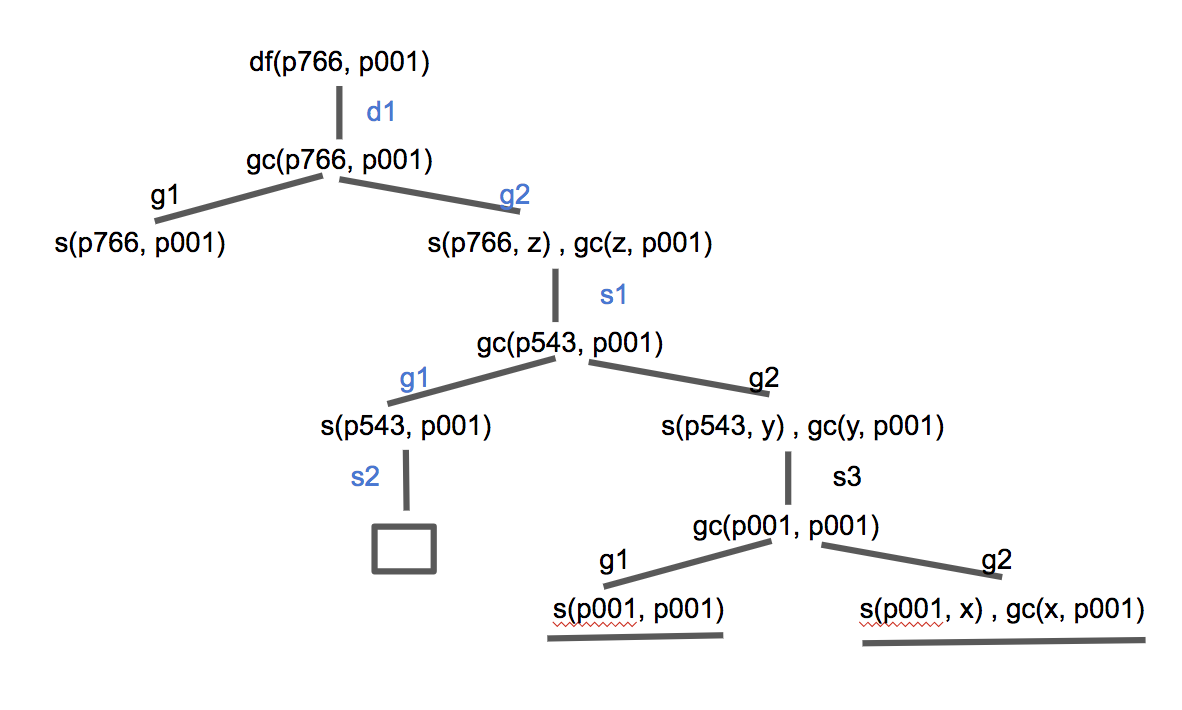 df(p766, p001)
d1
gc(p766, p001)
g1
g2
s(p766, p001)
s(p766, z) , gc(z, p001)
s1
gc(p543, p001)
g1
g2
s(p543, p001)
s(p543, y) , gc(y, p001)
s2
s3
gc(p001, p001)
g1
g2
s(p001, p001)
s(p001, x) , gc(x, p001)